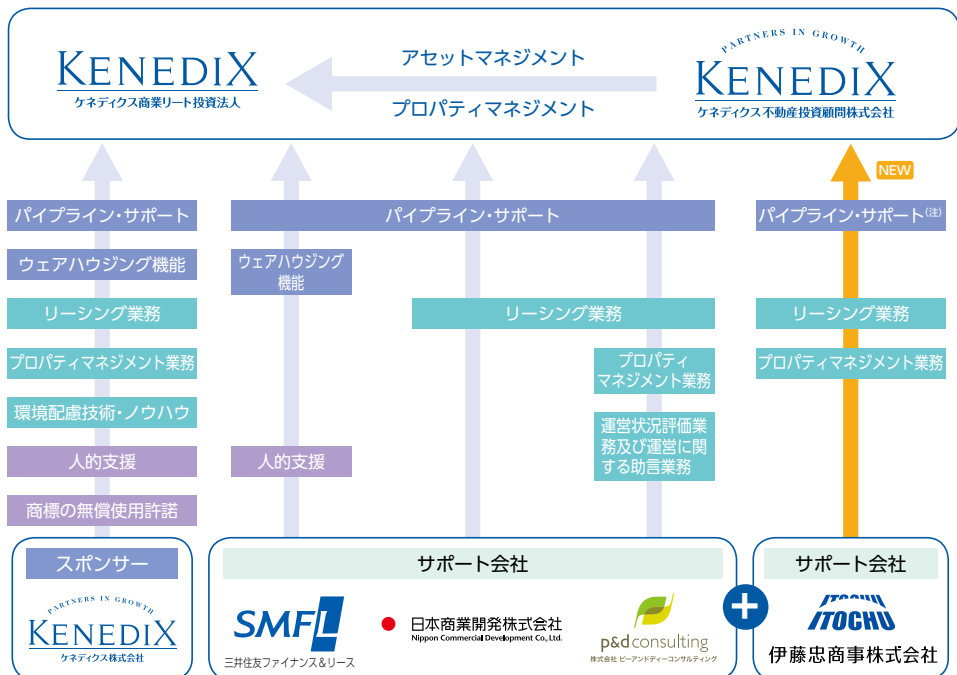 KENEDIX
ケネディクス商業リート投資法人
アセットマネジメント
プロパティマネジメント
PARTNERS IN GROWTH
KENEDIX
ケネディクス不動産投資顧問株式会社
NEW
パイプライン・サポート
パイプライン・サポート
パイプライン・サポート(注)
ウェアハウジング機能
ウェアハウジング
機能
リーシング業務
リーシング業務
リーシング業務
プロパティマネジメント業務
プロパティ
マネジメント業務
プロパティマネジメント業務
環境配慮技術・ノウハウ
運営状況評価業
務及び運営に関
する助言業務
人的支援
人的支援
商標の無償使用許諾
スポンサー
PARTNERS IN GROWTH
KENEDIX
ケネディクス株式会社
サポート会社
SMFL
三井住友ファイナンス&リース
日本商業開発株式会社
Nippon Commercial Development Co., Ltd.
p&d consulting
株式会社 ピーアンドディーコンサルティング
+
サポート会社
ITOCHU
ITOCHU
伊藤忠商事株式会社